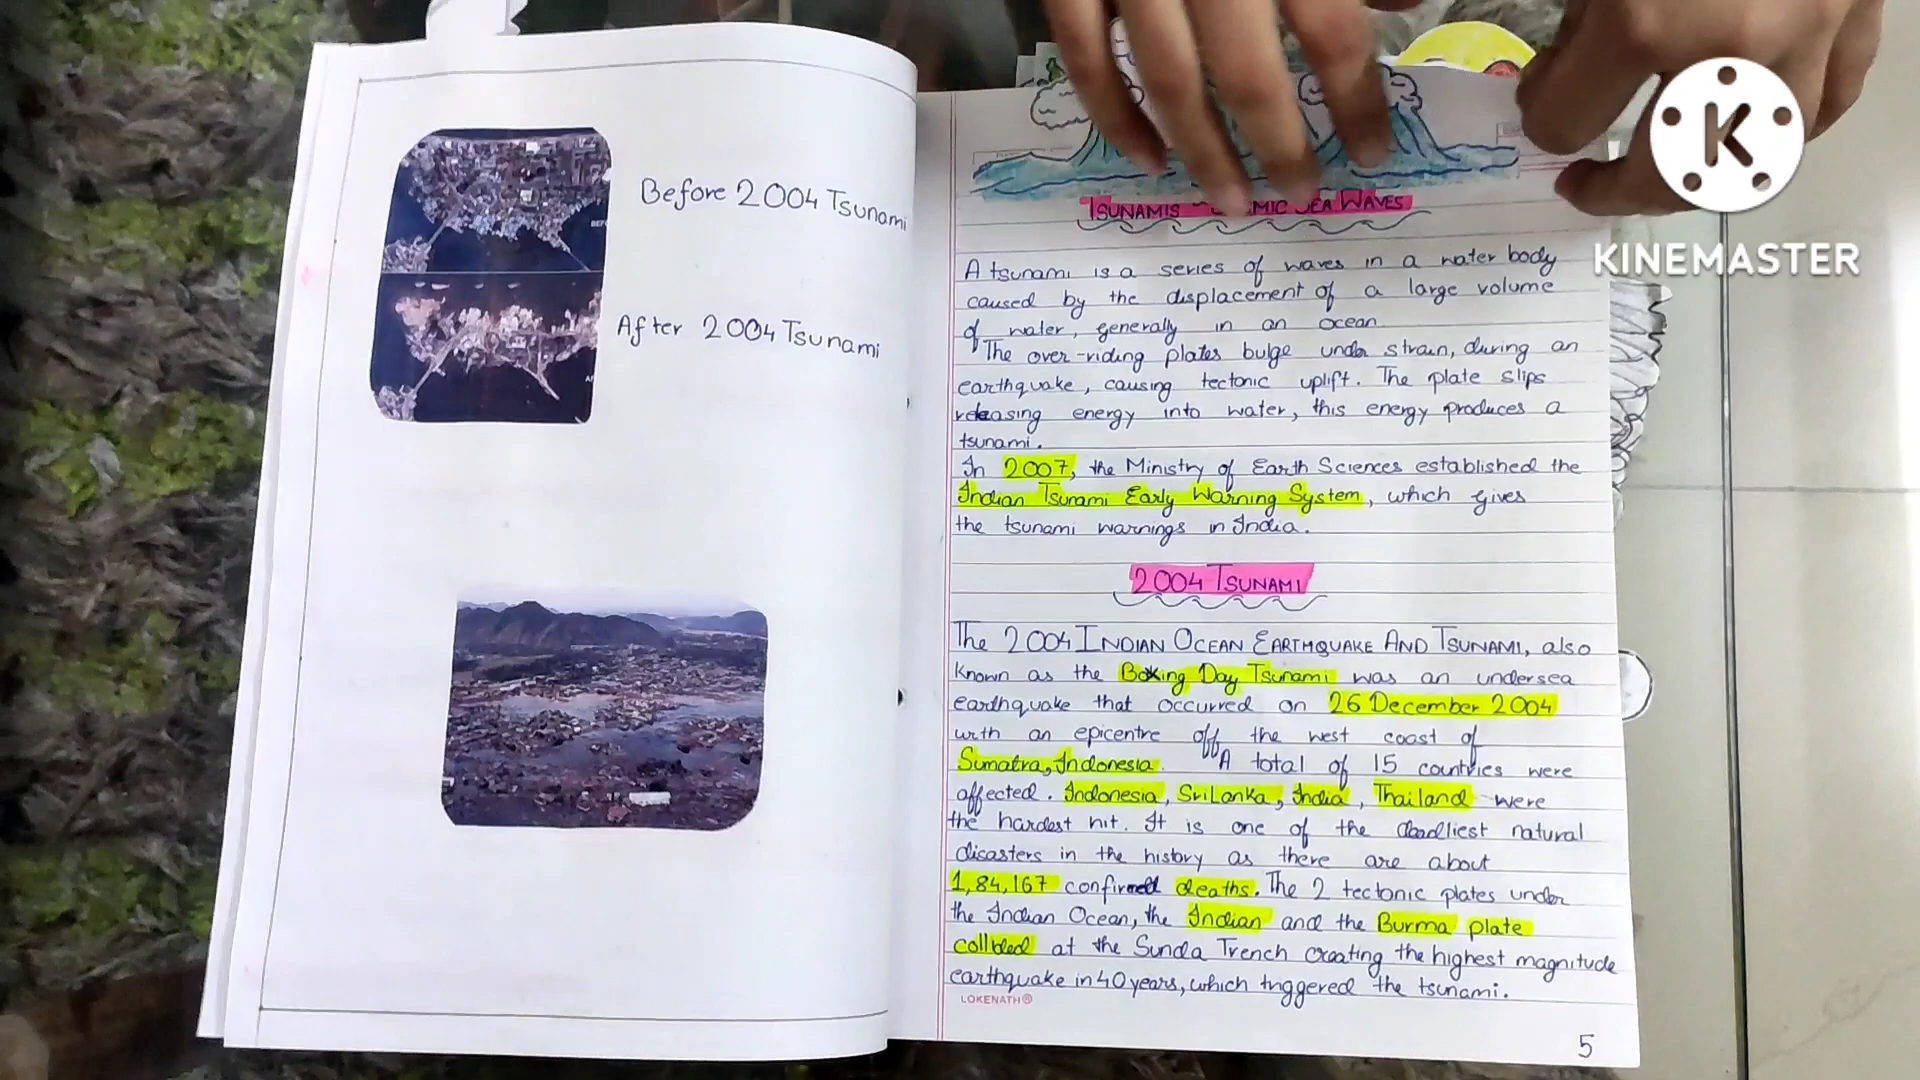 Before 2004 Tsunami
After 2004 Tsunami
TSUNAMIS - MIC SEA WAVES
A tsunami is a series of waves in a water body
caused by the displacement of a large volume
of water, generally in an ocean.
The over-riding plates bulge under strain, during an
earthquake, causing tectonic uplift. The plate slips
releasing energy into water, this energy produces a
tsunami.
In 2007, the Ministry of Earth Sciences established the
Indian Tsunami Early Warning System, which gives
the tsunami warnings in India.
2004 TSUNAMI
The 2004 INDIAN OCEAN EARTHQUAKE AND TSUNAMI, also
known as the Boxing Day Tsunami was an undersea
earthquake that occurred on 26 December 2004
with an epicentre off the west coast of
Sumatra, Indonesia. A total of 15 countries were
affected. Indonesia, SriLanka, India, Thailand were
the hardest hit. It is one of the deadliest natural
disasters in the history as there are about
1,84,167 confirmed deaths. The 2 tectonic plates under
the Indian Ocean, the Indian and the Burma plate
collided at the Sunda Trench creating the highest magnitude
earthquake in 40 years, which triggered the tsunami.
LOKENATH®
5
K
KINEMASTER